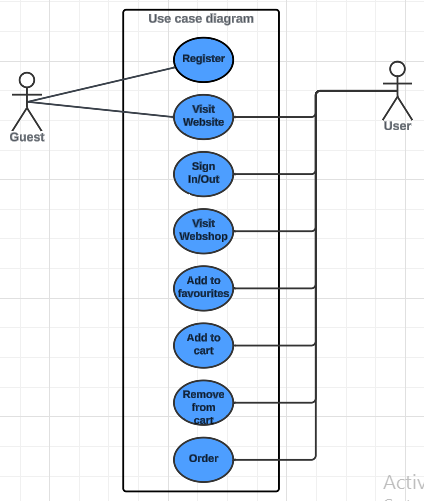 Use case diagram
Register
Visit
Website
Sign
In/Out
Visit
Webshop
Add to
favourites
Add to
cart
Remove
from
cart
Order
Guest
User
Activ